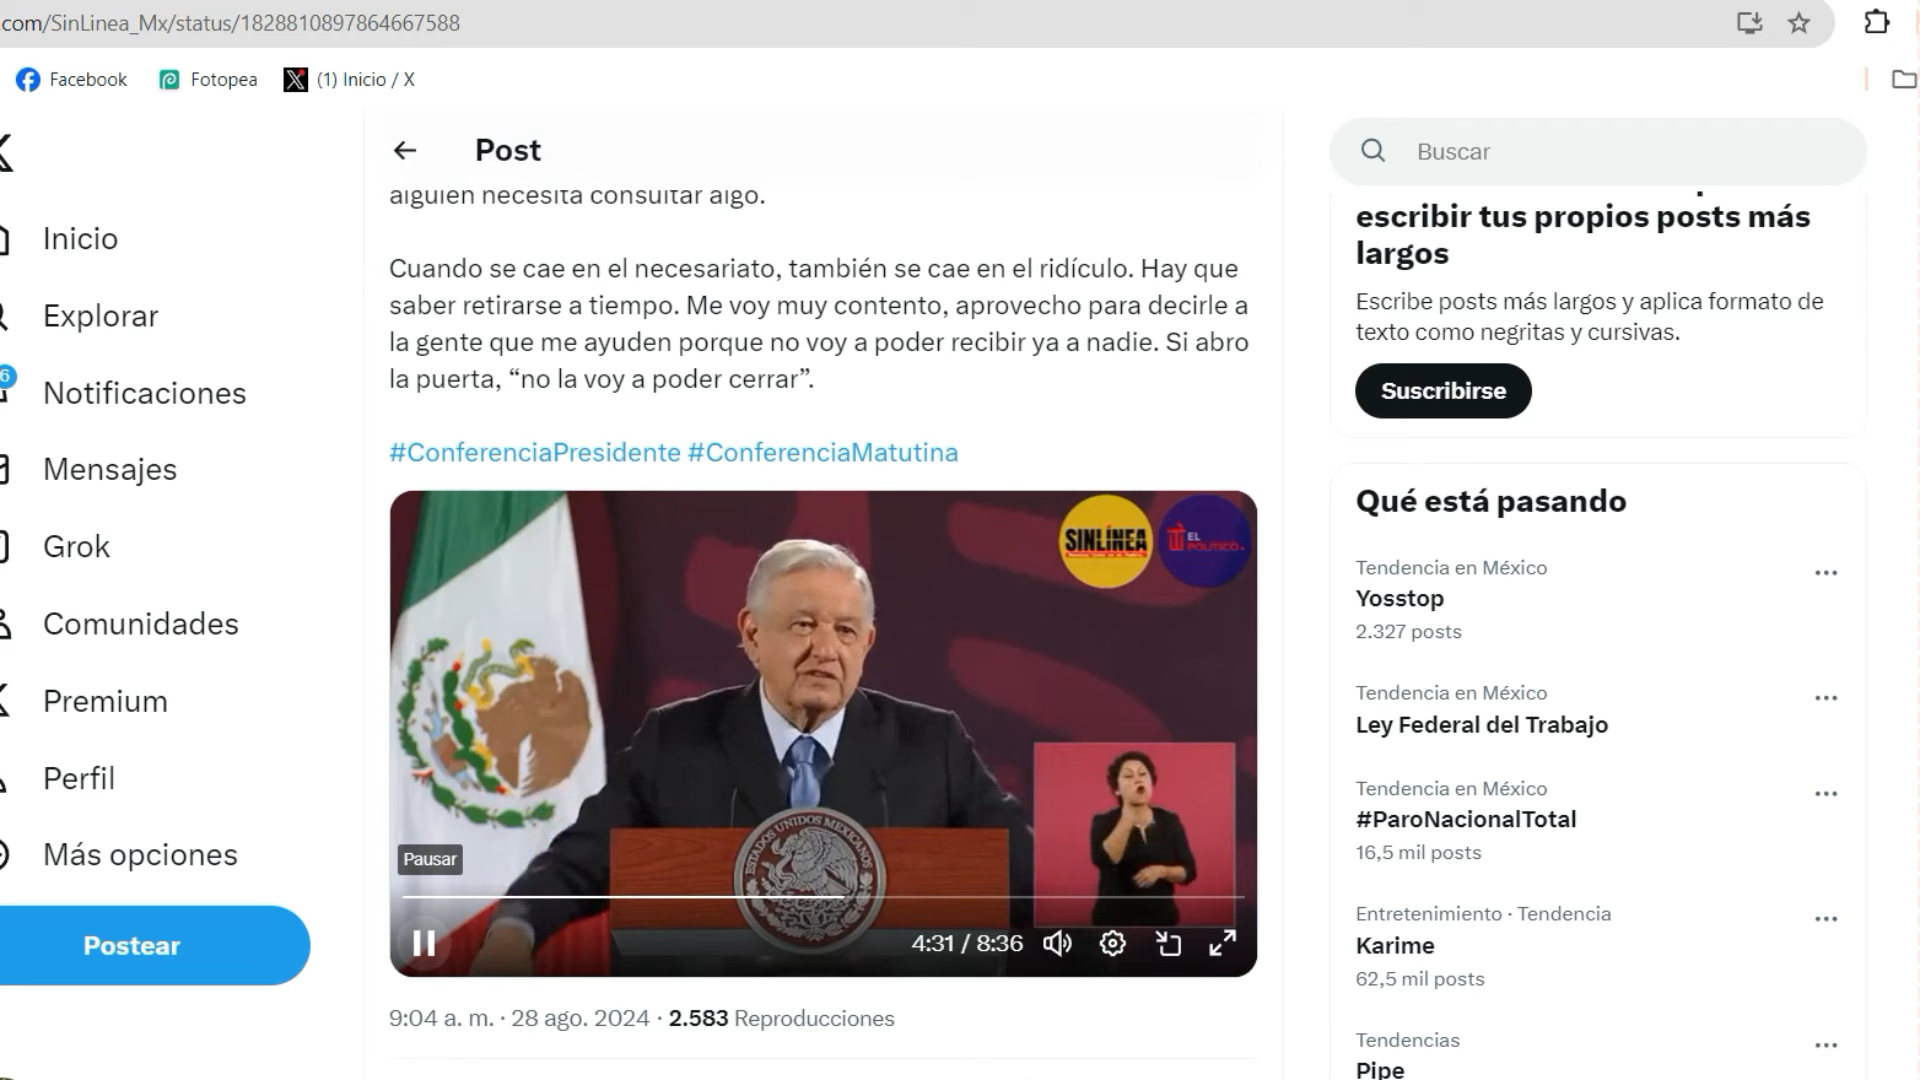 .com/SinLinea_Mx/status/1828810897864667588
Facebook
Fotopea
(1) Inicio / X
Post
Buscar
alguien necesita consultar algo.
Cuando se cae en el necesariato, también se cae en el ridículo. Hay que
saber retirarse a tiempo. Me voy muy contento, aprovecho para decirle a
la gente que me ayuden porque no voy a poder recibir ya a nadie. Si abro
la puerta, “no la voy a poder cerrar”.
#ConferenciaPresidente #ConferenciaMatutina
SINLÍNEA
EL
POLÍTICO
ESTADOS UNIDOS MEXICANOS
Pausar
4:31 / 8:36
9:04 a. m. · 28 ago. 2024 · 2.583 Reproducciones
Inicio
Explorar
6
Notificaciones
Mensajes
Grok
Comunidades
Premium
Perfil
Más opciones
Postear
escribir tus propios posts más
largos
Escribe posts más largos y aplica formato de
texto como negritas y cursivas.
Suscribirse
Qué está pasando
Tendencia en México
Yosstop
2.327 posts
Tendencia en México
Ley Federal del Trabajo
Tendencia en México
#ParoNacionalTotal
16,5 mil posts
Entretenimiento · Tendencia
Karime
62,5 mil posts
Tendencias
Pipe